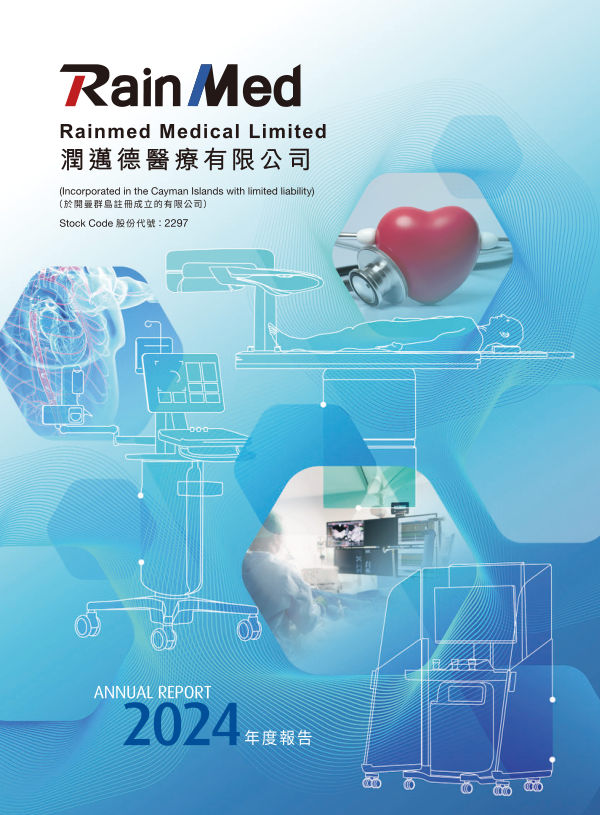 RainMed
Rainmed Medical Limited
潤邁德醫療有限公司
(Incorporated in the Cayman Islands with limited liability)
（於開曼群島註冊成立的有限公司）
Stock Code 股份代號：2297
ANNUAL REPORT
2024 年度報告